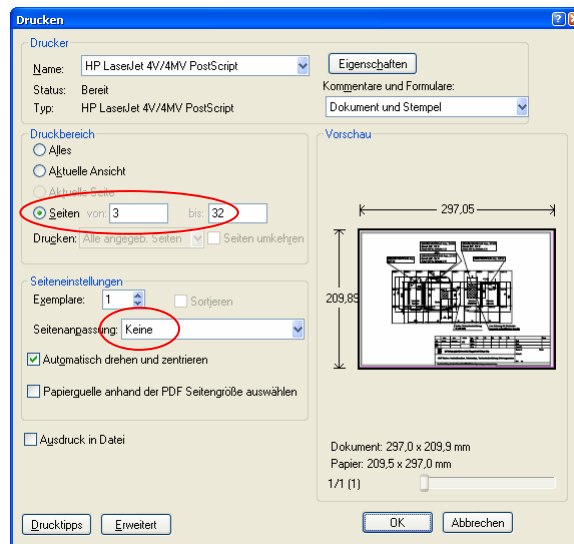 Drucken
Drucker
Name: HP LaserJet 4V/4MV PostScript Eigenschaften
Status: Bereit Kommentare und Formulare:
Typ: HP LaserJet 4V/4MV PostScript Dokument und Stempel
Druckbereich Vorschau
Alles
Aktuelle Ansicht
Aktuelle Seite
Seiten von: 3 bis: 32
Drucken: Alle angegeb. Seiten Seiten umkehren
297,05
209,89
Seiteneinstellungen
Exemplare: 1 Sortieren
Seitenanpassung: Keine
Automatisch drehen und zentrieren
Papierquelle anhand der PDF Seitengröße auswählen
Ausdruck in Datei
Dokument: 297,0 x 209,9 mm
Papier: 209,5 x 297,0 mm
1/1 (1)
Drucktipps Erweitert OK Abbrechen